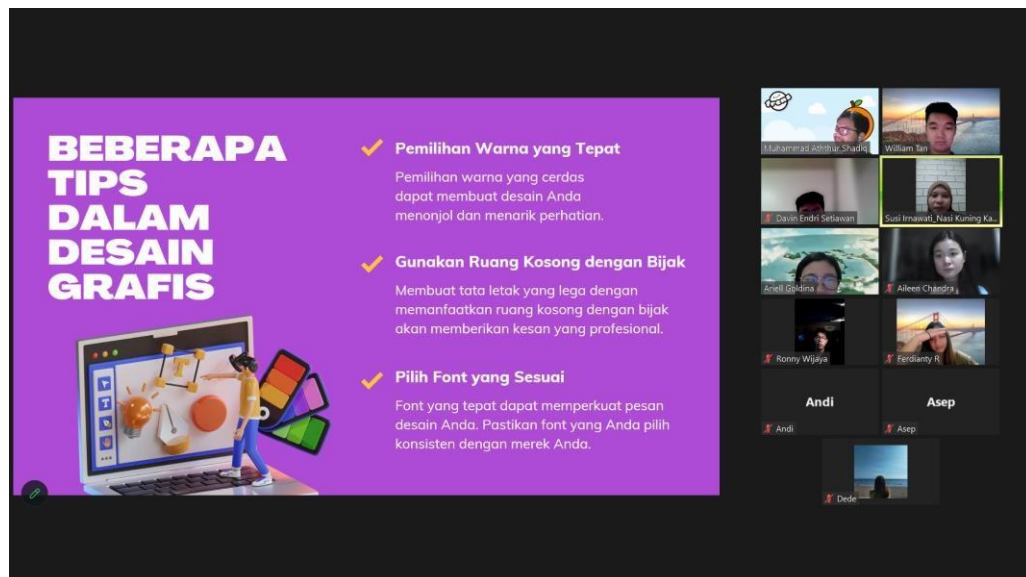 BEBERAPA
TIPS
DALAM
DESAIN
GRAFIS
Pemilihan Warna yang Tepat
Pemilihan warna yang cerdas
dapat membuat desain Anda
menonjol dan menarik perhatian.
Gunakan Ruang Kosong dengan Bijak
Membuat tata letak yang lega dengan
memanfaatkan ruang kosong dengan bijak
akan memberikan kesan yang profesional.
Pilih Font yang Sesuai
Font yang tepat dapat memperkuat pesan
desain Anda. Pastikan font yang Anda pilih
konsisten dengan merek Anda.
T
T
Muhammad Aththur Shadiq
William Tan
Davin Endri Setiawan
Susi Irnawati_Nasi Kuning Ka...
Ariell Goldina
Aileen Chandra
Ronny Wijaya
Ferdianty R
Andi
Asep
Andi
Asep
Dede